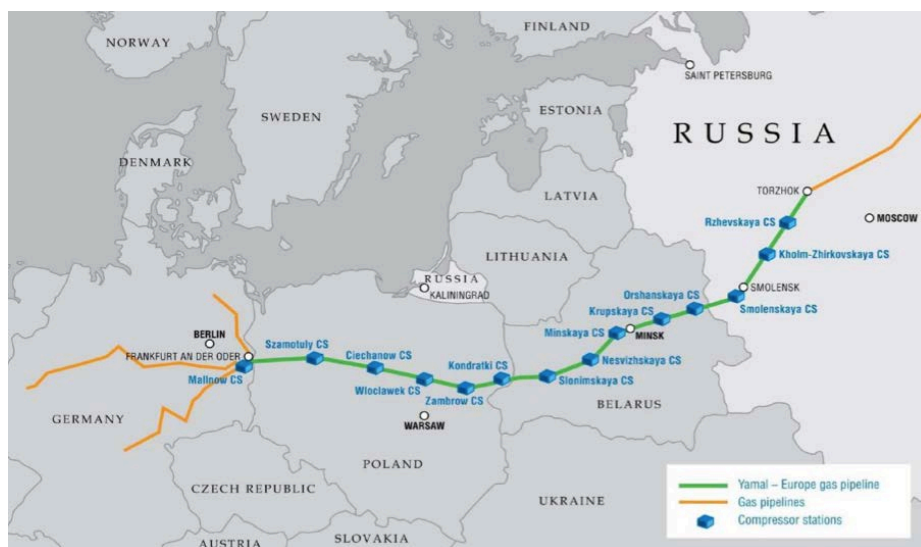 NORWAY
FINLAND
SAINT PETERSBURG
SWEDEN
ESTONIA
RUSSIA
DENMARK
LATVIA
TORZHOK
MOSCOW
Rzhevskaya CS
LITHUANIA
Kholm-Zhirkovskaya CS
RUSSIA
KALININGRAD
SMOLENSK
Orshanskaya CS
Smolenskaya CS
Krupskaya CS
BERLIN
Szamotuly CS
Minskaya CS
MINSK
FRANKFURT AN DER ODER
Ciechanow CS
Kondratki CS
Nesvizhskaya CS
Mallnow CS
Wloclawek CS
Slonimskaya CS
Zambrow CS
BELARUS
GERMANY
WARSAW
POLAND
CZECH REPUBLIC
UKRAINE
Yamal – Europe gas pipeline
Gas pipelines
Compressor stations
SLOVAKIA
AUSTRIA